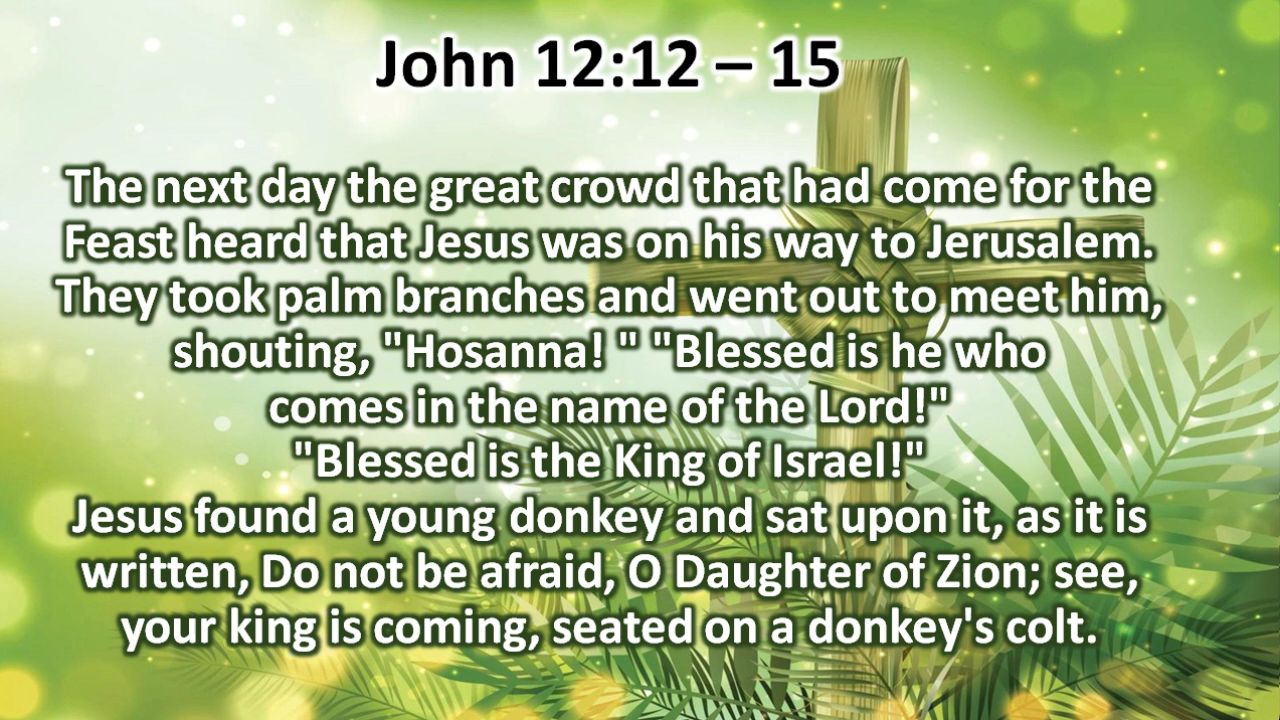 John 12:12 – 15
The next day the great crowd that had come for the
Feast heard that Jesus was on his way to Jerusalem.
They took palm branches and went out to meet him,
shouting, "Hosanna! " "Blessed is he who
comes in the name of the Lord!"
"Blessed is the King of Israel!"
Jesus found a young donkey and sat upon it, as it is
written, Do not be afraid, O Daughter of Zion; see,
your king is coming, seated on a donkey's colt.